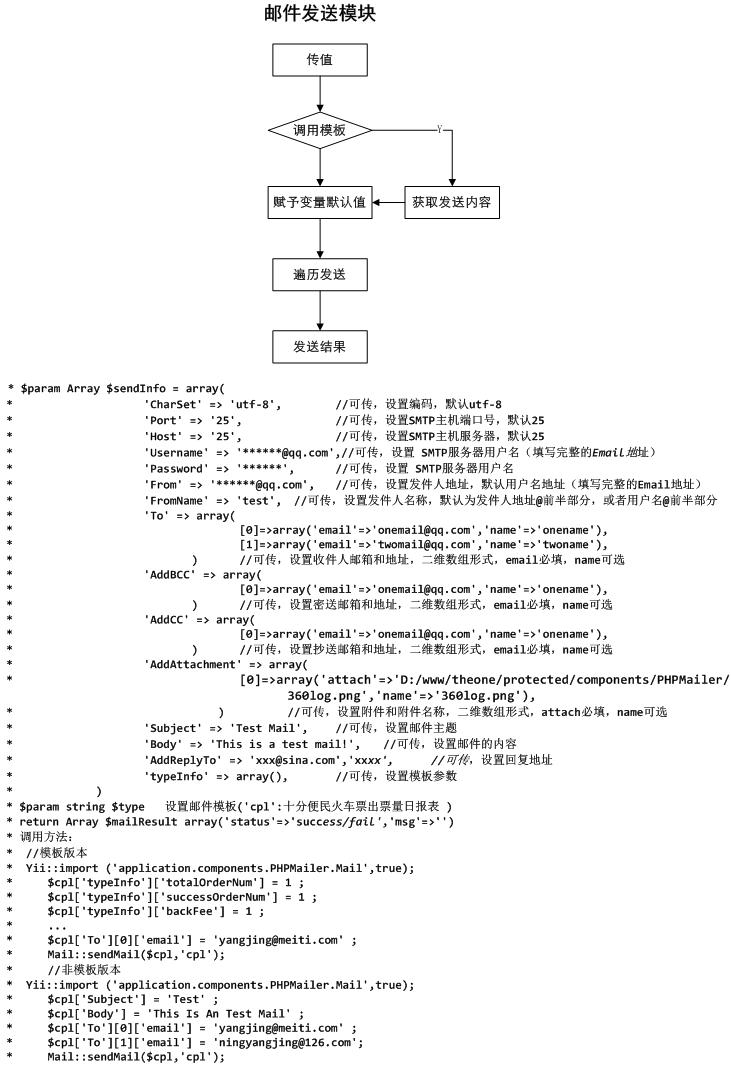 邮件发送模块
传值
调用模板
Y
赋予变量默认值
获取发送内容
遍历发送
发送结果
* $param Array $sendInfo = array(
* 'CharSet' => 'utf-8', //可传，设置编码，默认utf-8
* 'Port' => '25', //可传，设置SMTP主机端口号，默认25
* 'Host' => '25', //可传，设置SMTP主机服务器，默认25
* 'Username' => '******@qq.com',//可传，设置 SMTP服务器用户名（填写完整的Email地址）
* 'Password' => '******', //可传，设置 SMTP服务器用户名
* 'From' => '******@qq.com', //可传，设置发件人地址，默认用户名地址（填写完整的Email地址）
* 'FromName' => 'test', //可传，设置发件人名称，默认为发件人地址@前半部分，或者用户名@前半部分
* 'To' => array(
* [0]=>array('email'=>'onemail@qq.com','name'=>'onename'),
* [1]=>array('email'=>'twomail@qq.com','name'=>'twoname'),
* ) //可传，设置收件人邮箱和地址，二维数组形式，email必填，name可选
* 'AddBCC' => array(
* [0]=>array('email'=>'onemail@qq.com','name'=>'onename'),
* ) //可传，设置密送邮箱和地址，二维数组形式，email必填，name可选
* 'AddCC' => array(
* [0]=>array('email'=>'onemail@qq.com','name'=>'onename'),
* ) //可传，设置抄送邮箱和地址，二维数组形式，email必填，name可选
* 'AddAttachment' => array(
* [0]=>array('attach'=>'D:/www/theone/protected/components/PHPMailer/
360log.png','name'=>'360log.png'),
* ) //可传，设置附件和附件名称，二维数组形式，attach必填，name可选
* 'Subject' => 'Test Mail', //可传，设置邮件主题
* 'Body' => 'This is a test mail!', //可传，设置邮件的内容
* 'AddReplyTo' => 'xxx@sina.com','xxxx', //可传，设置回复地址
* 'typeInfo' => array(), //可传，设置模板参数
* )
* $param string $type 设置邮件模板('cpl':十分便民火车票出票量日报表 )
* return Array $mailResult array('status'=>'success/fail','msg'=>'')
* 调用方法：
* //模板版本
* Yii::import ('application.components.PHPMailer.Mail',true);
* $cpl['typeInfo']['totalOrderNum'] = 1 ;
* $cpl['typeInfo']['successOrderNum'] = 1 ;
* $cpl['typeInfo']['backFee'] = 1 ;
* ...
* $cpl['To'][0]['email'] = 'yangjing@meiti.com' ;
* Mail::sendMail($cpl,'cpl');
* //非模板版本
* Yii::import ('application.components.PHPMailer.Mail',true);
* $cpl['Subject'] = 'Test' ;
* $cpl['Body'] = 'This Is An Test Mail' ;
* $cpl['To'][0]['email'] = 'yangjing@meiti.com' ;
* $cpl['To'][1]['email'] = 'ningyangjing@126.com';
* Mail::sendMail($cpl,'cpl');